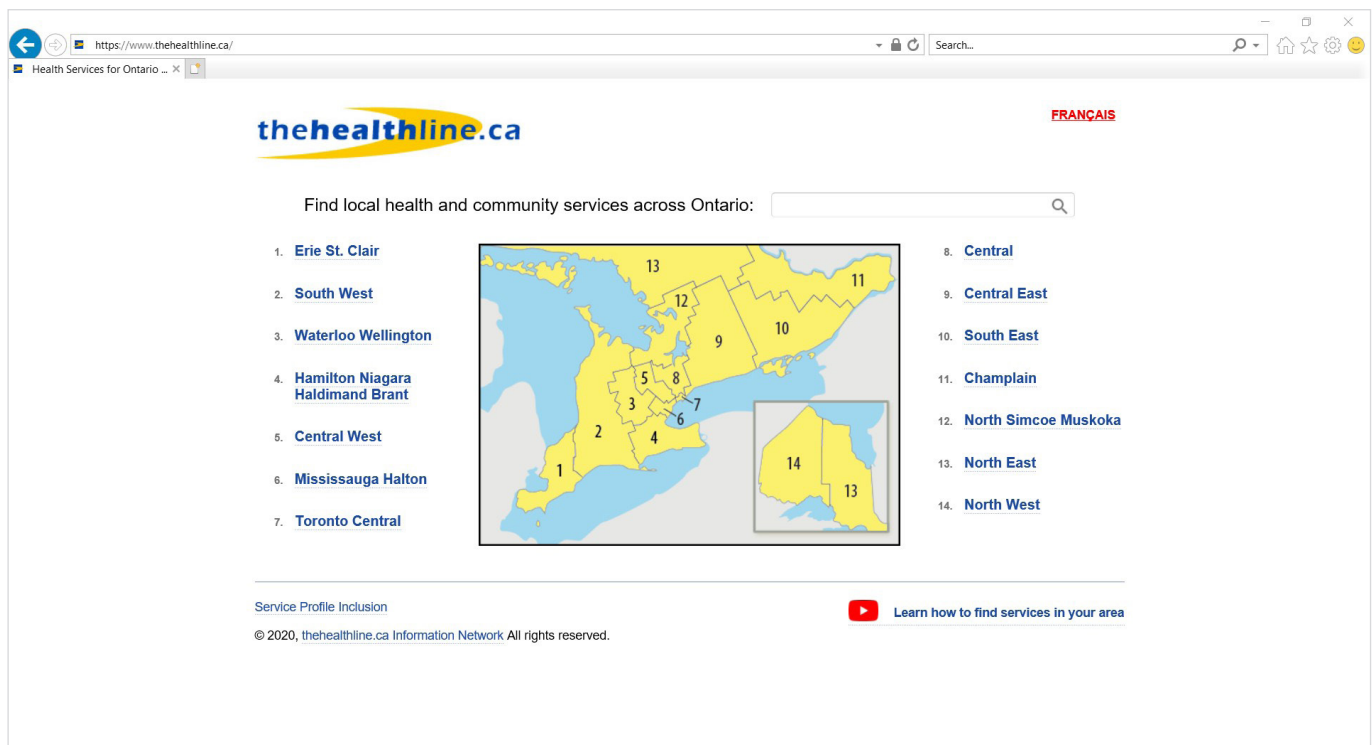 https://www.thehealthline.ca/
Search...
Health Services for Ontario ...
thehealthline.ca
FRANÇAIS
Find local health and community services across Ontario:
1. Erie St. Clair
2. South West
3. Waterloo Wellington
4. Hamilton Niagara
Haldimand Brant
5. Central West
6. Mississauga Halton
7. Toronto Central
13
11
12
10
9
5
8
3
7
6
2
4
1
14
13
8. Central
9. Central East
10. South East
11. Champlain
12. North Simcoe Muskoka
13. North East
14. North West
Service Profile Inclusion
Learn how to find services in your area
© 2020, thehealthline.ca Information Network All rights reserved.